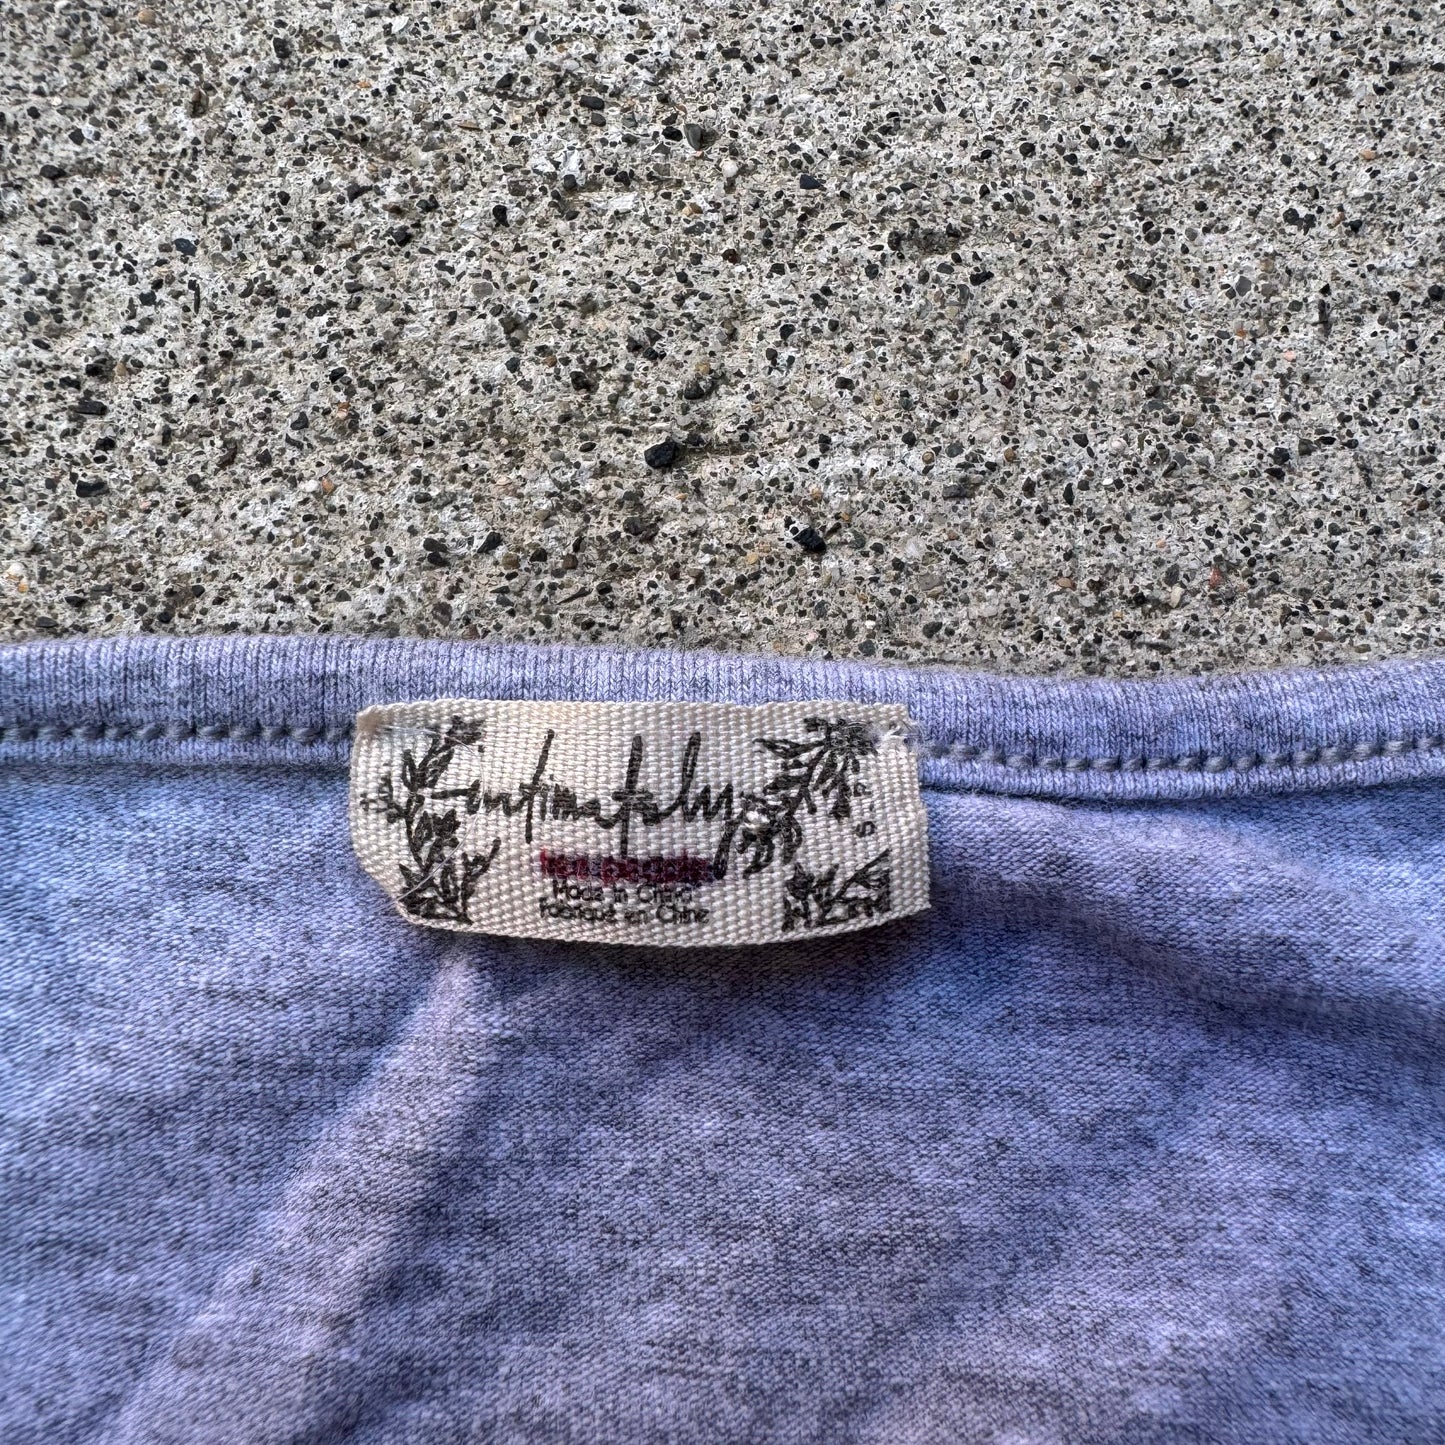 intimately
free people
Made in China
Fabriqué en Chine
S-P